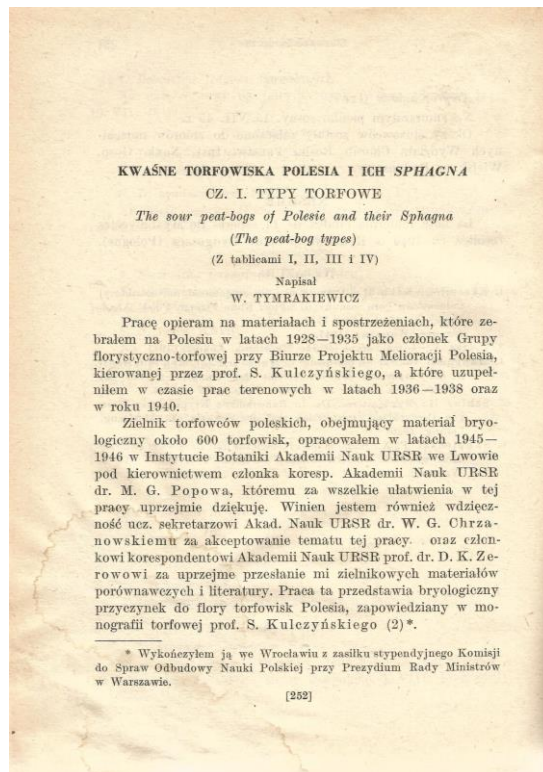 KWAŚNE TORFOWISKA POLESIA I ICH SPHAGNA
CZ. I. TYPY TORFOWE
The sour peat-bogs of Polesie and their Sphagna
(The peat-bog types)
(Z tablicami I, II, III i IV)
Napisał
W. TYMRAKIEWICZ
Pracę opieram na materiałach i spostrzeżeniach, które ze-
brałem na Polesiu w latach 1928—1935 jako członek Grupy
florystyczno-torfowej przy Biurze Projektu Melioracji Polesia,
kierowanej przez prof. S. Kulczyńskiego, a które uzupeł-
niłem w czasie prac terenowych w latach 1936—1938 oraz
w roku 1940.
Zielnik torfowców poleskich, obejmujący materiał bryo-
logiczny około 600 torfowisk, opracowałem w latach 1945—
1946 w Instytucie Botaniki Akademii Nauk URSR we Lwowie
pod kierownictwem członka koresp. Akademii Nauk URSR
dr. M. G. Popowa, któremu za wszelkie ułatwienia w tej
pracy uprzejmie dziękuję. Winien jestem również wdzięcz-
ność ucz. sekretarzowi Akad. Nauk URSR dr. W. G. Chrza-
nowskiemu za akceptowanie tematu tej pracy oraz człon-
kowi korespondentowi Akademii Nauk URSR prof. dr. D. K. Ze-
rowowi za uprzejme przesłanie mi zielnikowych materiałów
porównawczych i literatury. Praca ta przedstawia bryologiczny
przyczynek do flory torfowisk Polesia, zapowiedziany w mo-
nografii torfowej prof. S. Kulczyńskiego (2)*.
* Wykończyłem ją we Wrocławiu z zasiłku stypendyjnego Komisji
do Spraw Odbudowy Nauki Polskiej przy Prezydium Rady Ministrów
w Warszawie.
[252]